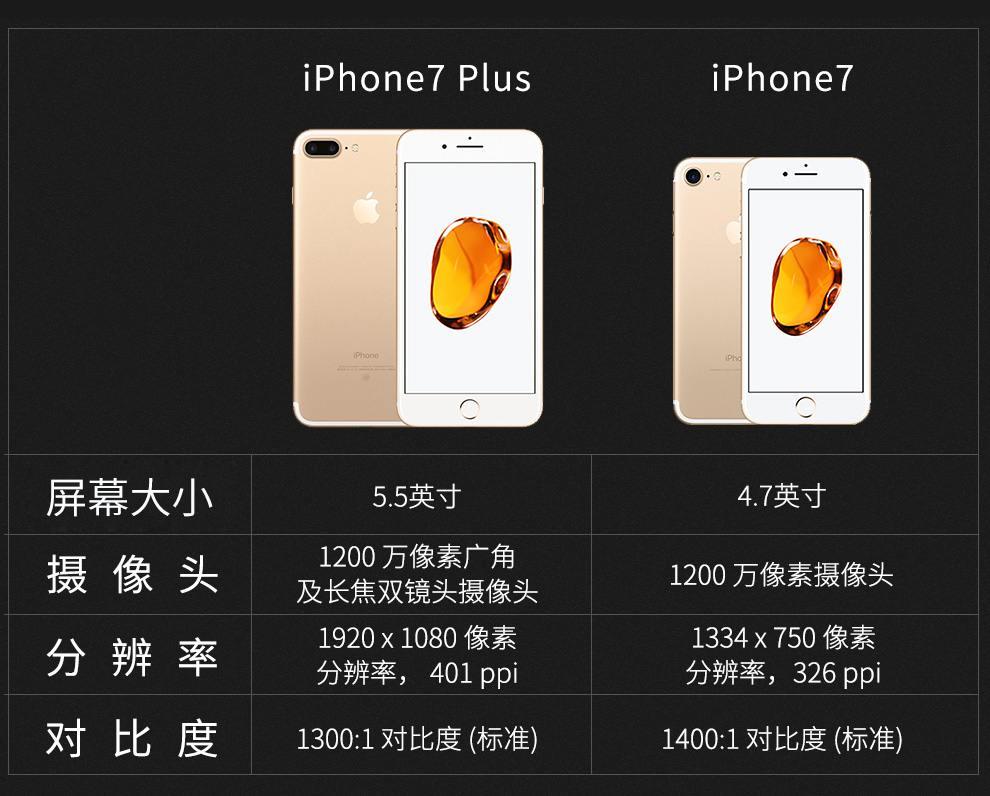 iPhone7 Plus
iPhone7
iPhone
iPho
屏幕大小
5.5英寸
4.7英寸
摄像头
1200 万像素广角
及长焦双镜头摄像头
1200 万像素摄像头
分辨率
1920 x 1080 像素
分辨率， 401 ppi
1334 x 750 像素
分辨率，326 ppi
对比度
1300:1 对比度 (标准)
1400:1 对比度 (标准)